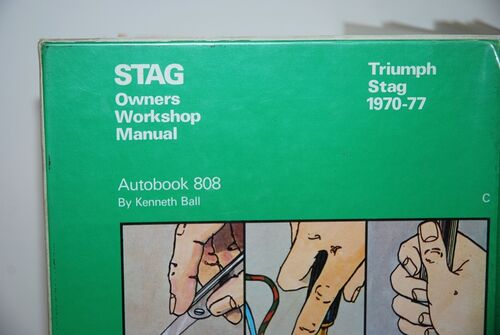 STAG
Owners
Workshop
Manual
Triumph
Stag
1970-77
Autobook 808
By Kenneth Ball
C